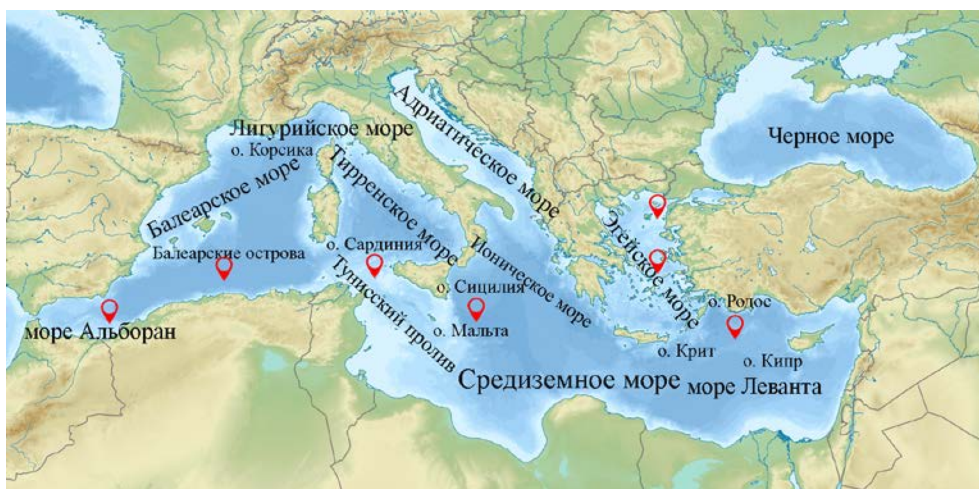 Адриатическое море
Черное море
Лигурийское море
о. Корсика
Тирренское море
Балеарское море
Эгейское море
о. Сардиния
Балеарские острова
Ионическое море
Тунисский пролив
о. Сицилия
о. Родос
море Альборан
о. Мальта
о. Крит
о. Кипр
Средиземное море
море Леванта